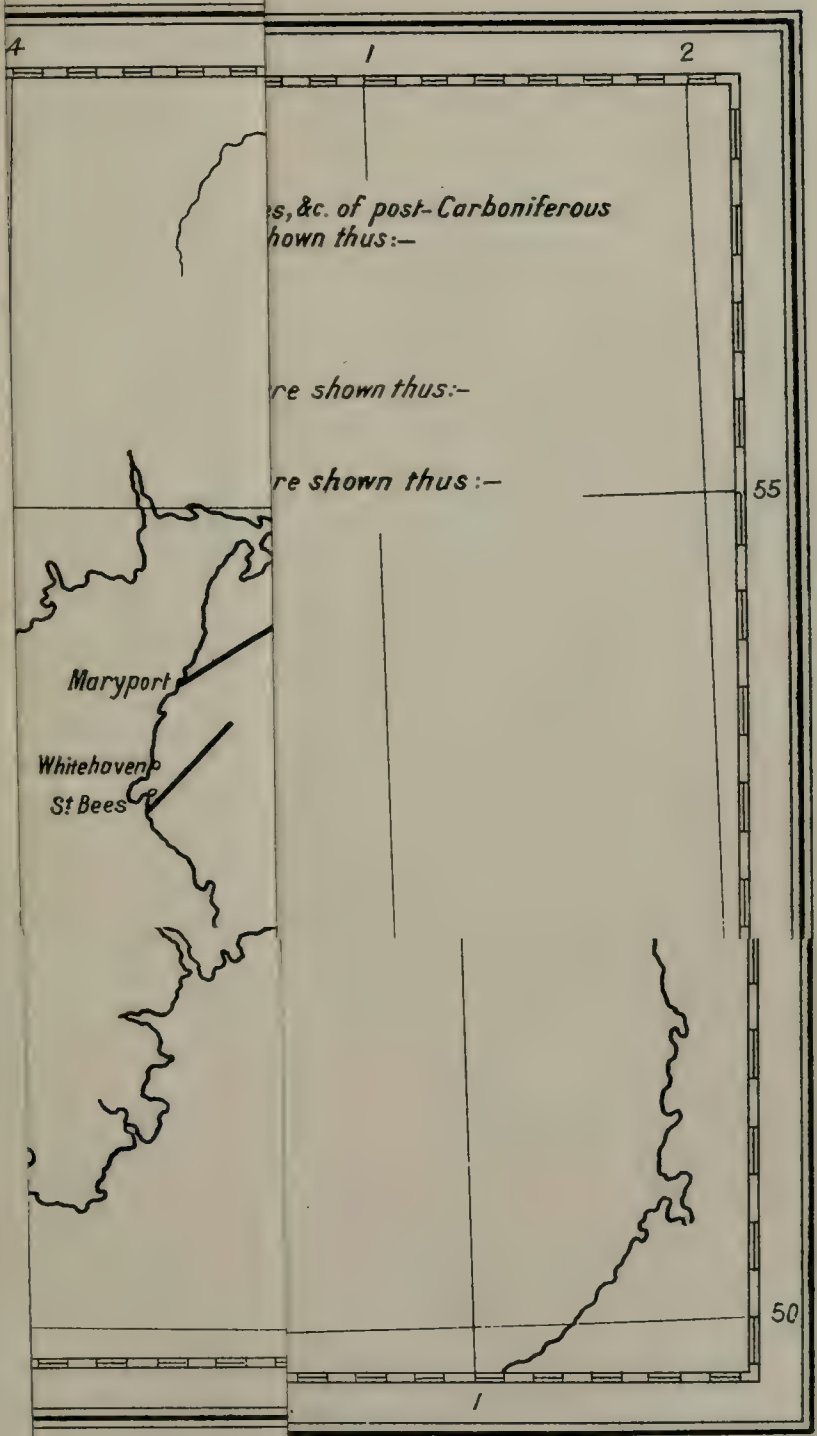 4 1 2
es, &c. of post-Carboniferous
hown thus:–
re shown thus:–
re shown thus:–
55
Maryport
Whitehaven
St Bees
50
1